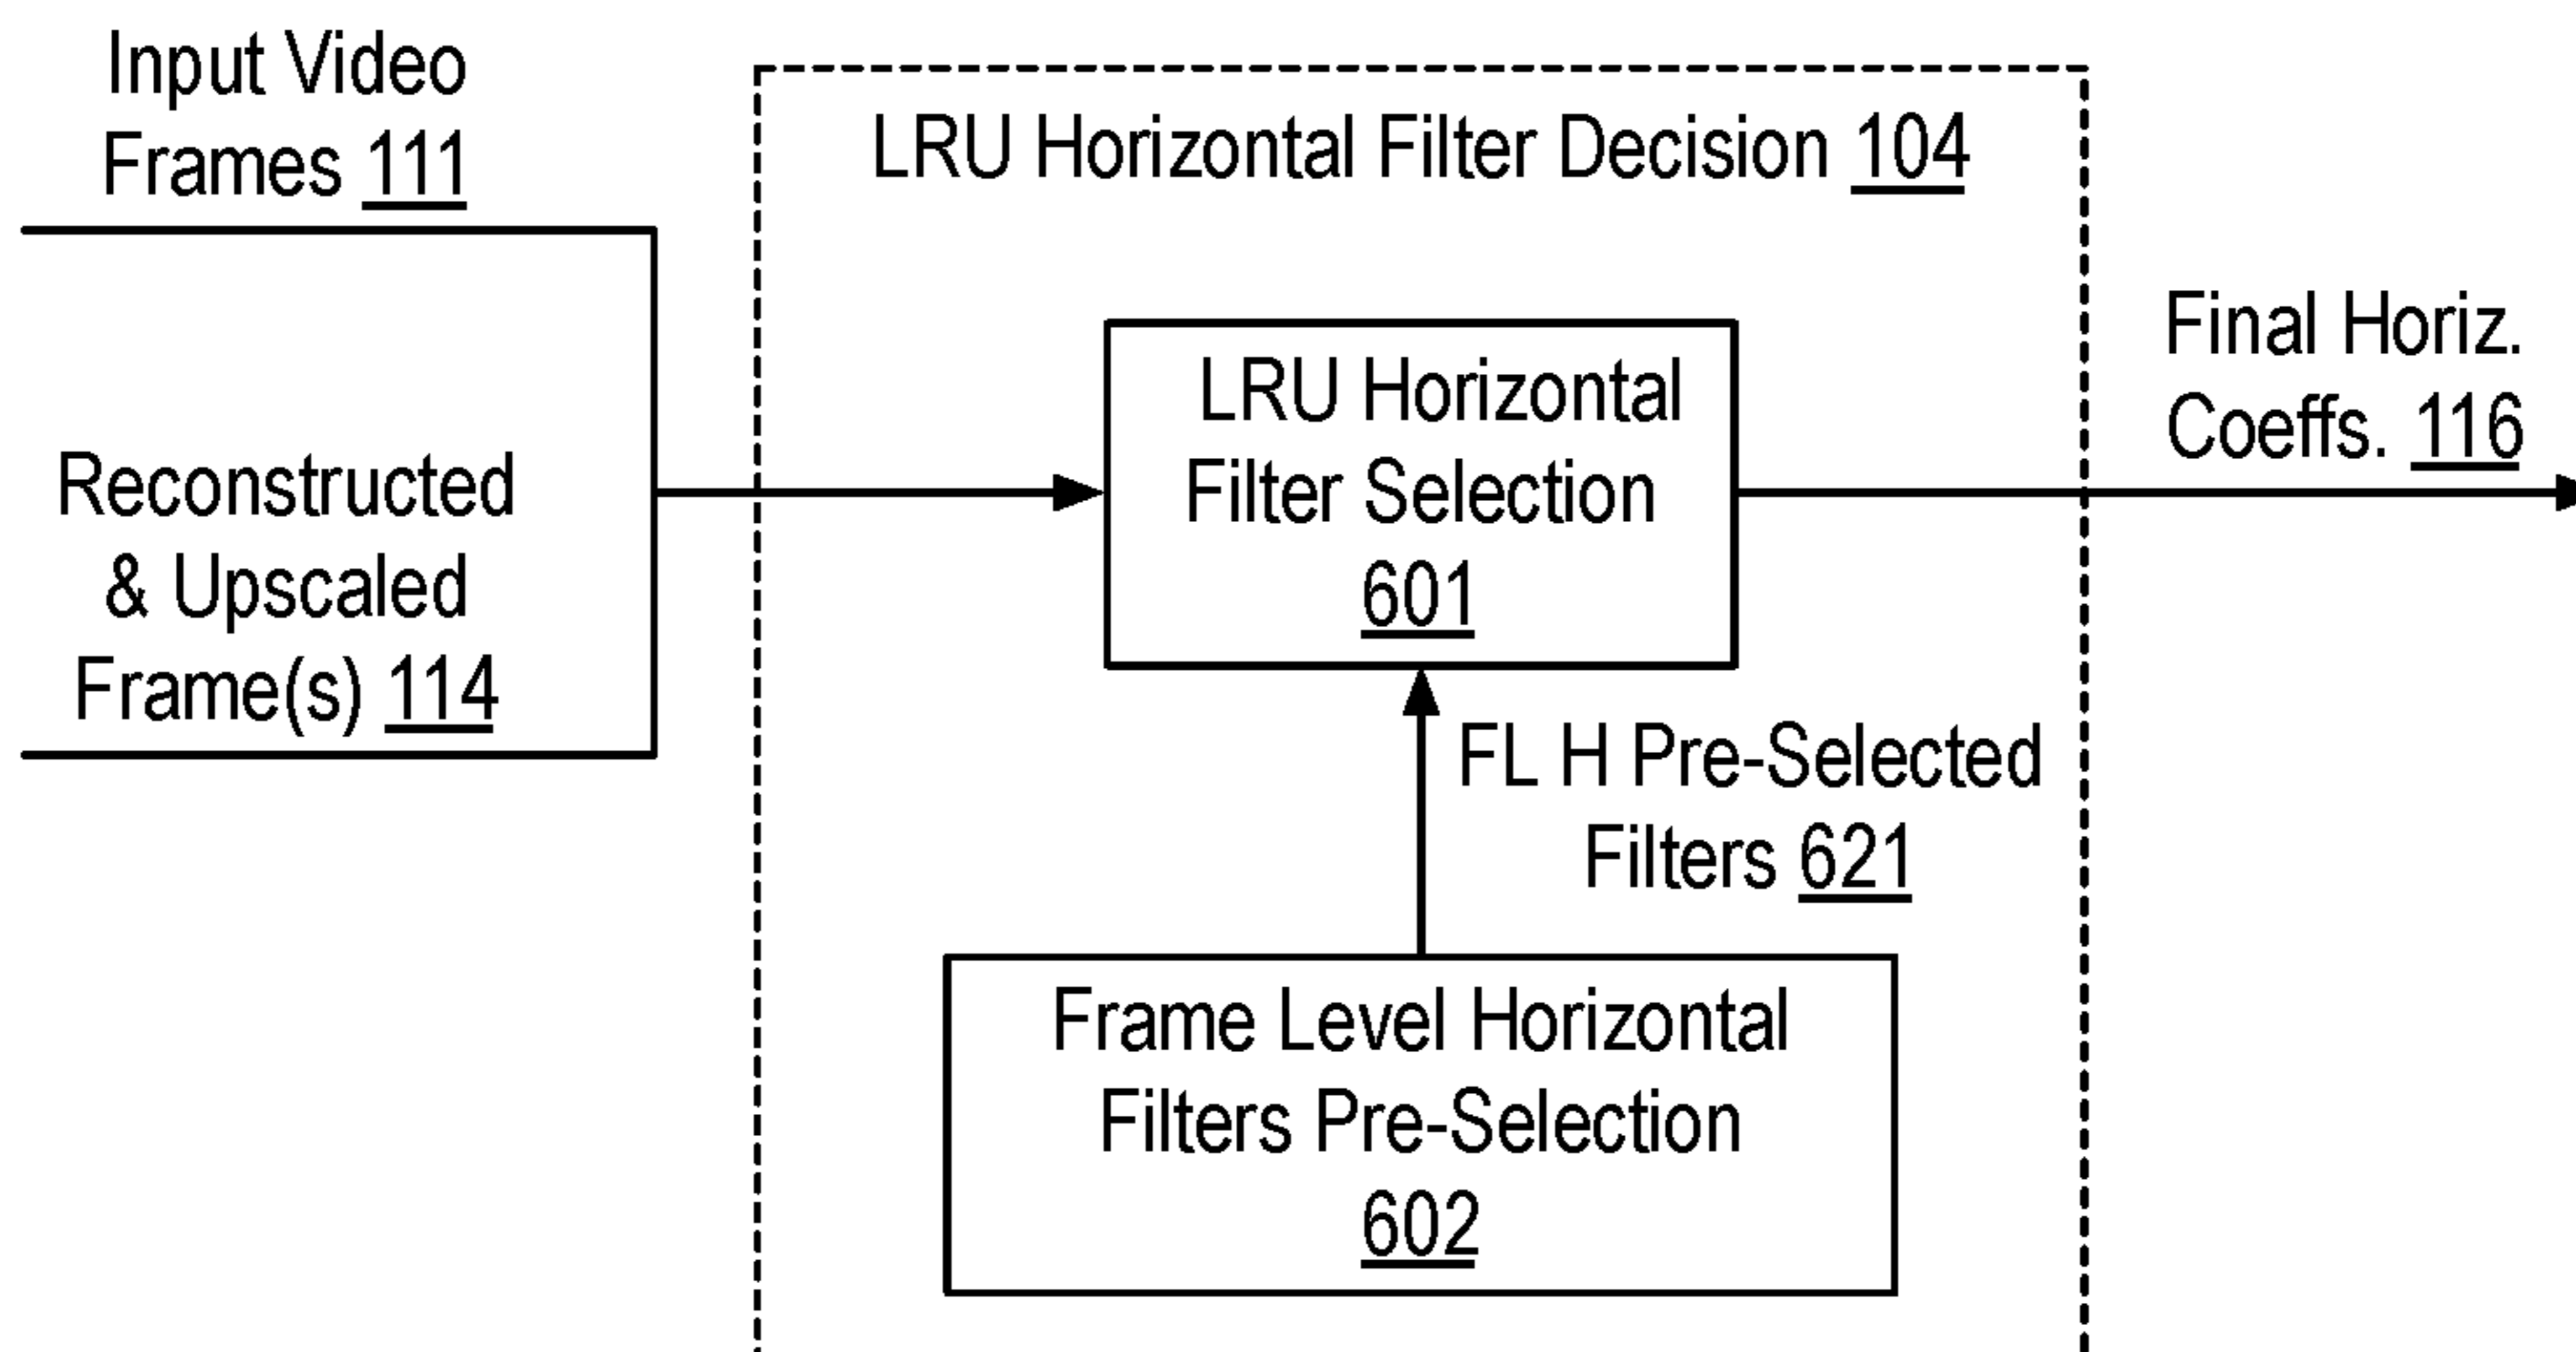 Input Video
Frames 111
Reconstructed
& Upscaled
Frame(s) 114
LRU Horizontal Filter Decision 104
LRU Horizontal
Filter Selection
601
FL H Pre-Selected
Filters 621
Frame Level Horizontal
Filters Pre-Selection
602
Final Horiz.
Coeffs. 116